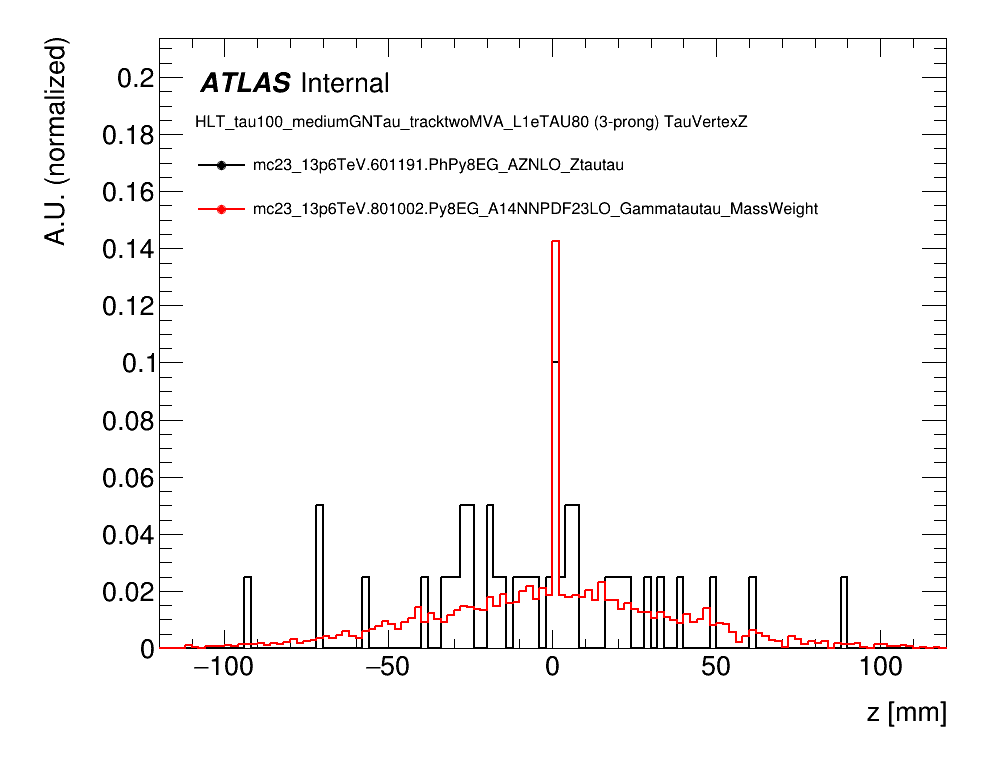 A.U. (normalized)
0.2
0.18
0.16
0.14
0.12
0.1
0.08
0.06
0.04
0.02
0
ATLAS Internal
HLT_tau100_mediumGNTau_tracktwoMVA_L1eTAU80 (3-prong) TauVertexZ
mc23_13p6TeV.601191.PhPy8EG_AZNLO_Ztautau
mc23_13p6TeV.801002.Py8EG_A14NNPDF23LO_Gammatautau_MassWeight
−100 −50 0 50 100
z [mm]